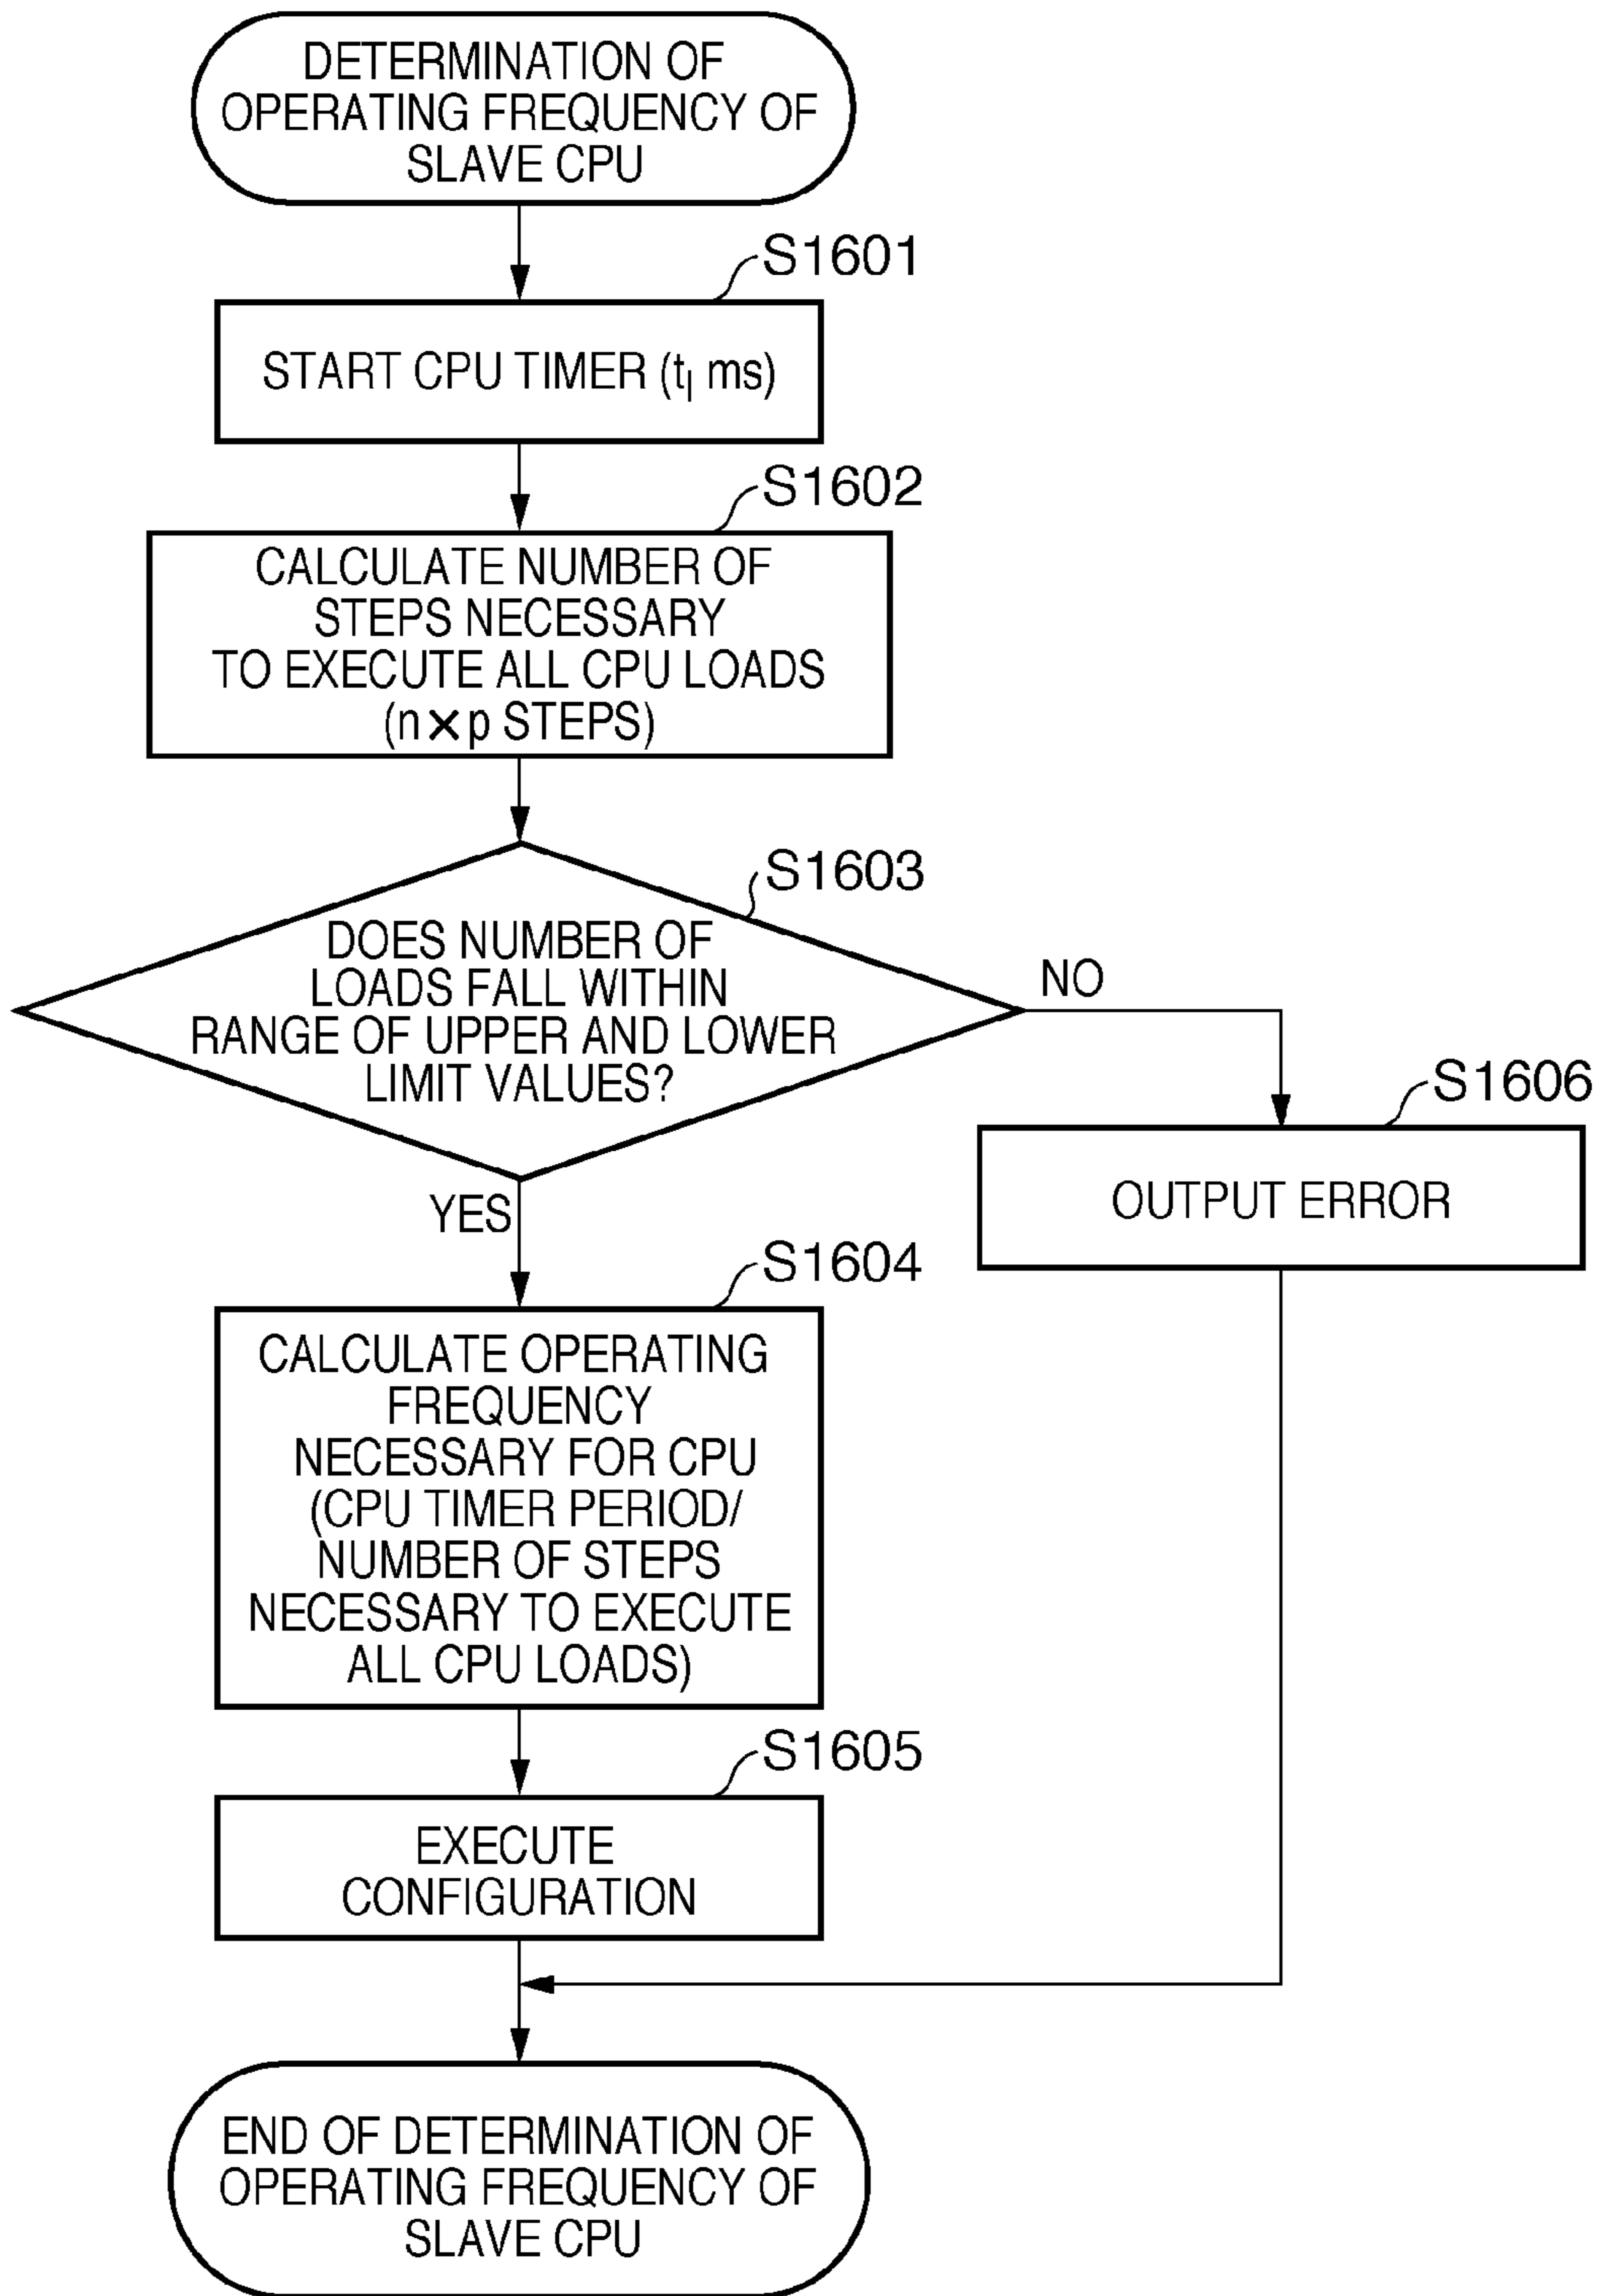 DETERMINATION OF
OPERATING FREQUENCY OF
SLAVE CPU
S1601
START CPU TIMER (tl ms)
S1602
CALCULATE NUMBER OF
STEPS NECESSARY
TO EXECUTE ALL CPU LOADS
(n×p STEPS)
S1603
DOES NUMBER OF
LOADS FALL WITHIN
RANGE OF UPPER AND LOWER
LIMIT VALUES?
NO
S1606
OUTPUT ERROR
YES
S1604
CALCULATE OPERATING
FREQUENCY
NECESSARY FOR CPU
(CPU TIMER PERIOD/
NUMBER OF STEPS
NECESSARY TO EXECUTE
ALL CPU LOADS)
S1605
EXECUTE
CONFIGURATION
END OF DETERMINATION OF
OPERATING FREQUENCY OF
SLAVE CPU